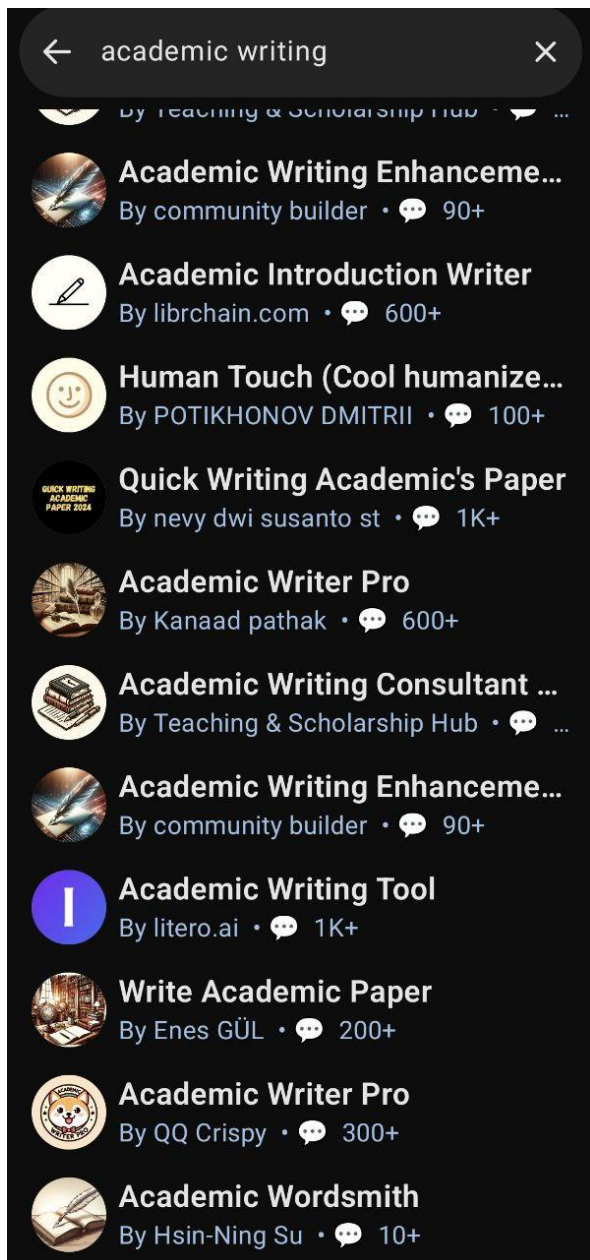 academic writing
By Teaching & Scholarship Hub • ...
Academic Writing Enhanceme...
By community builder • 90+
Academic Introduction Writer
By librchain.com • 600+
Human Touch (Cool humanize...
By POTIKHONOV DMITRII • 100+
QUICK WRITING
ACADEMIC
PAPER 2024
Quick Writing Academic's Paper
By nevy dwi susanto st • 1K+
Academic Writer Pro
By Kanaad pathak • 600+
Academic Writing Consultant ...
By Teaching & Scholarship Hub • ...
Academic Writing Enhanceme...
By community builder • 90+
I
Academic Writing Tool
By litero.ai • 1K+
Write Academic Paper
By Enes GÜL • 200+
ACADEMIC
WRITER PRO
Academic Writer Pro
By QQ Crispy • 300+
Academic Wordsmith
By Hsin-Ning Su • 10+